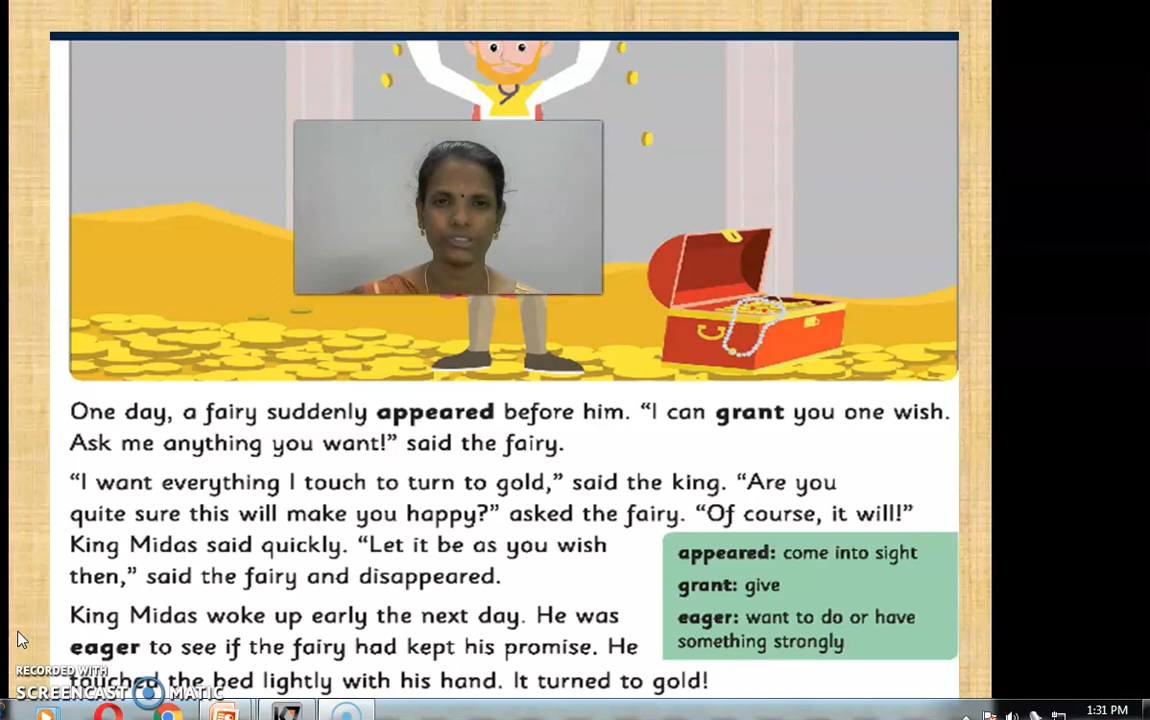 One day, a fairy suddenly appeared before him. “I can grant you one wish.
Ask me anything you want!” said the fairy.
“I want everything I touch to turn to gold,” said the king. “Are you
quite sure this will make you happy?” asked the fairy. “Of course, it will!”
King Midas said quickly. “Let it be as you wish
then,” said the fairy and disappeared.
King Midas woke up early the next day. He was
eager to see if the fairy had kept his promise. He
touched the bed lightly with his hand. It turned to gold!
appeared: come into sight
grant: give
eager: want to do or have
something strongly
RECORDED WITH
SCREENCAST MATIC
1:31 PM